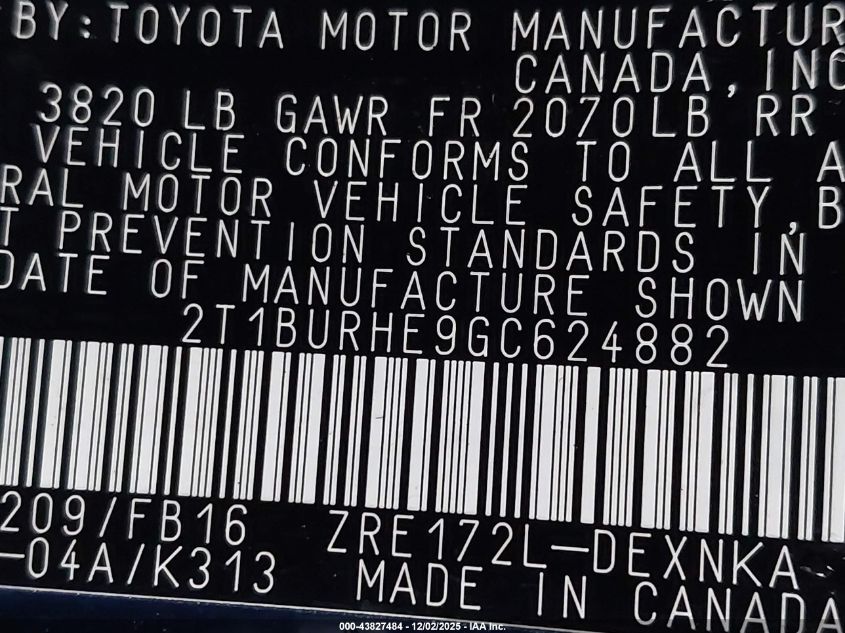 BY:TOYOTA MOTOR MANUFACTUR
CANADA, INC
3820 LB GAWR FR 2070LB RR
VEHICLE CONFORMS TO ALL A
RAL MOTOR VEHICLE SAFETY, B
T PREVENTION STANDARDS IN
DATE OF MANUFACTURE SHOWN
2T1BURHE9GC624882
209/FB16 ZRE172L-DEXNKA
-04A/K313 MADE IN CANADA
000-43827484 - 12/02/2025 - IAA Inc.